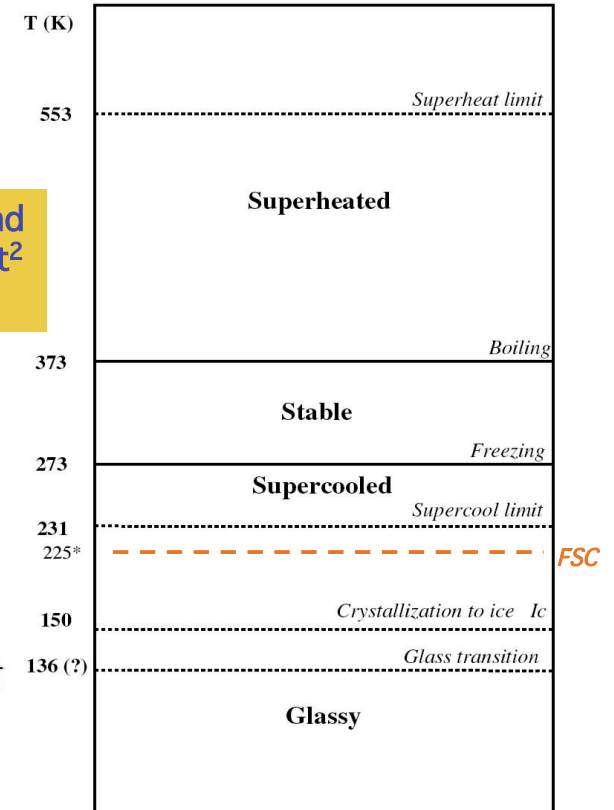 T (K)
Superheat limit
553
Superheated
nd
t²
Boiling
373
Stable
Freezing
273
Supercooled
Supercool limit
231
225*
FSC
Crystallization to ice Ic
150
Glass transition
136 (?)
Glassy